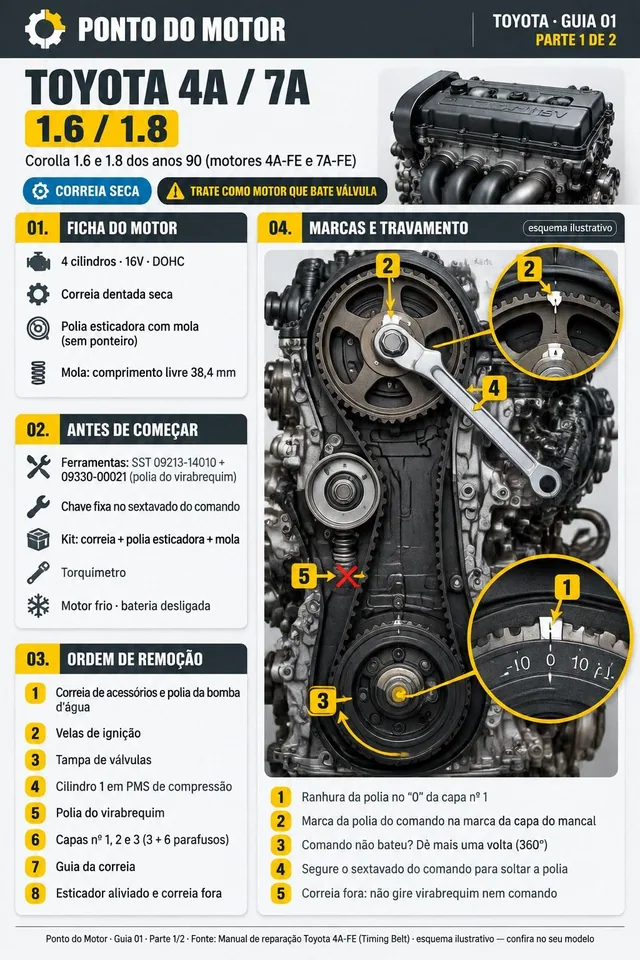 PONTO DO MOTOR
TOYOTA · GUIA 01
PARTE 1 DE 2
TOYOTA 4A / 7A
1.6 / 1.8
Corolla 1.6 e 1.8 dos anos 90 (motores 4A-FE e 7A-FE)
CORREIA SECA
TRATE COMO MOTOR QUE BATE VÁLVULA
01. FICHA DO MOTOR
4 cilindros · 16V · DOHC
Correia dentada seca
Polia esticadora com mola
(sem ponteiro)
Mola: comprimento livre 38,4 mm
02. ANTES DE COMEÇAR
Ferramentas: SST 09213-14010 +
09330-00021 (polia do virabrequim)
Chave fixa no sextavado do comando
Kit: correia + polia esticadora + mola
Torquimetro
Motor frio · bateria desligada
03. ORDEM DE REMOÇÃO
1 Correia de acessórios e polia da bomba
d'água
2 Velas de ignição
3 Tampa de válvulas
4 Cilindro 1 em PMS de compressão
5 Polia do virabrequim
6 Capas nº 1, 2 e 3 (3 + 6 parafusos)
7 Guia da correia
8 Esticador aliviado e correia fora
04. MARCAS E TRAVAMENTO
esquema ilustrativo
2
2
4
5
1
-10 0 10
3
1 Ranhura da polia no "0" da capa nº 1
2 Marca da polia do comando na marca da capa do mancal
3 Comando não bateu? Dè mais uma volta (360°)
4 Segure o sextavado do comando para soltar a polia
5 Correia fora: não gire virabrequim nem comando
Ponto do Motor · Guia 01 · Parte 1/2 · Fonte: Manual de reparação Toyota 4A-FE (Timing Belt) · esquema ilustrativo — confira no seu modelo